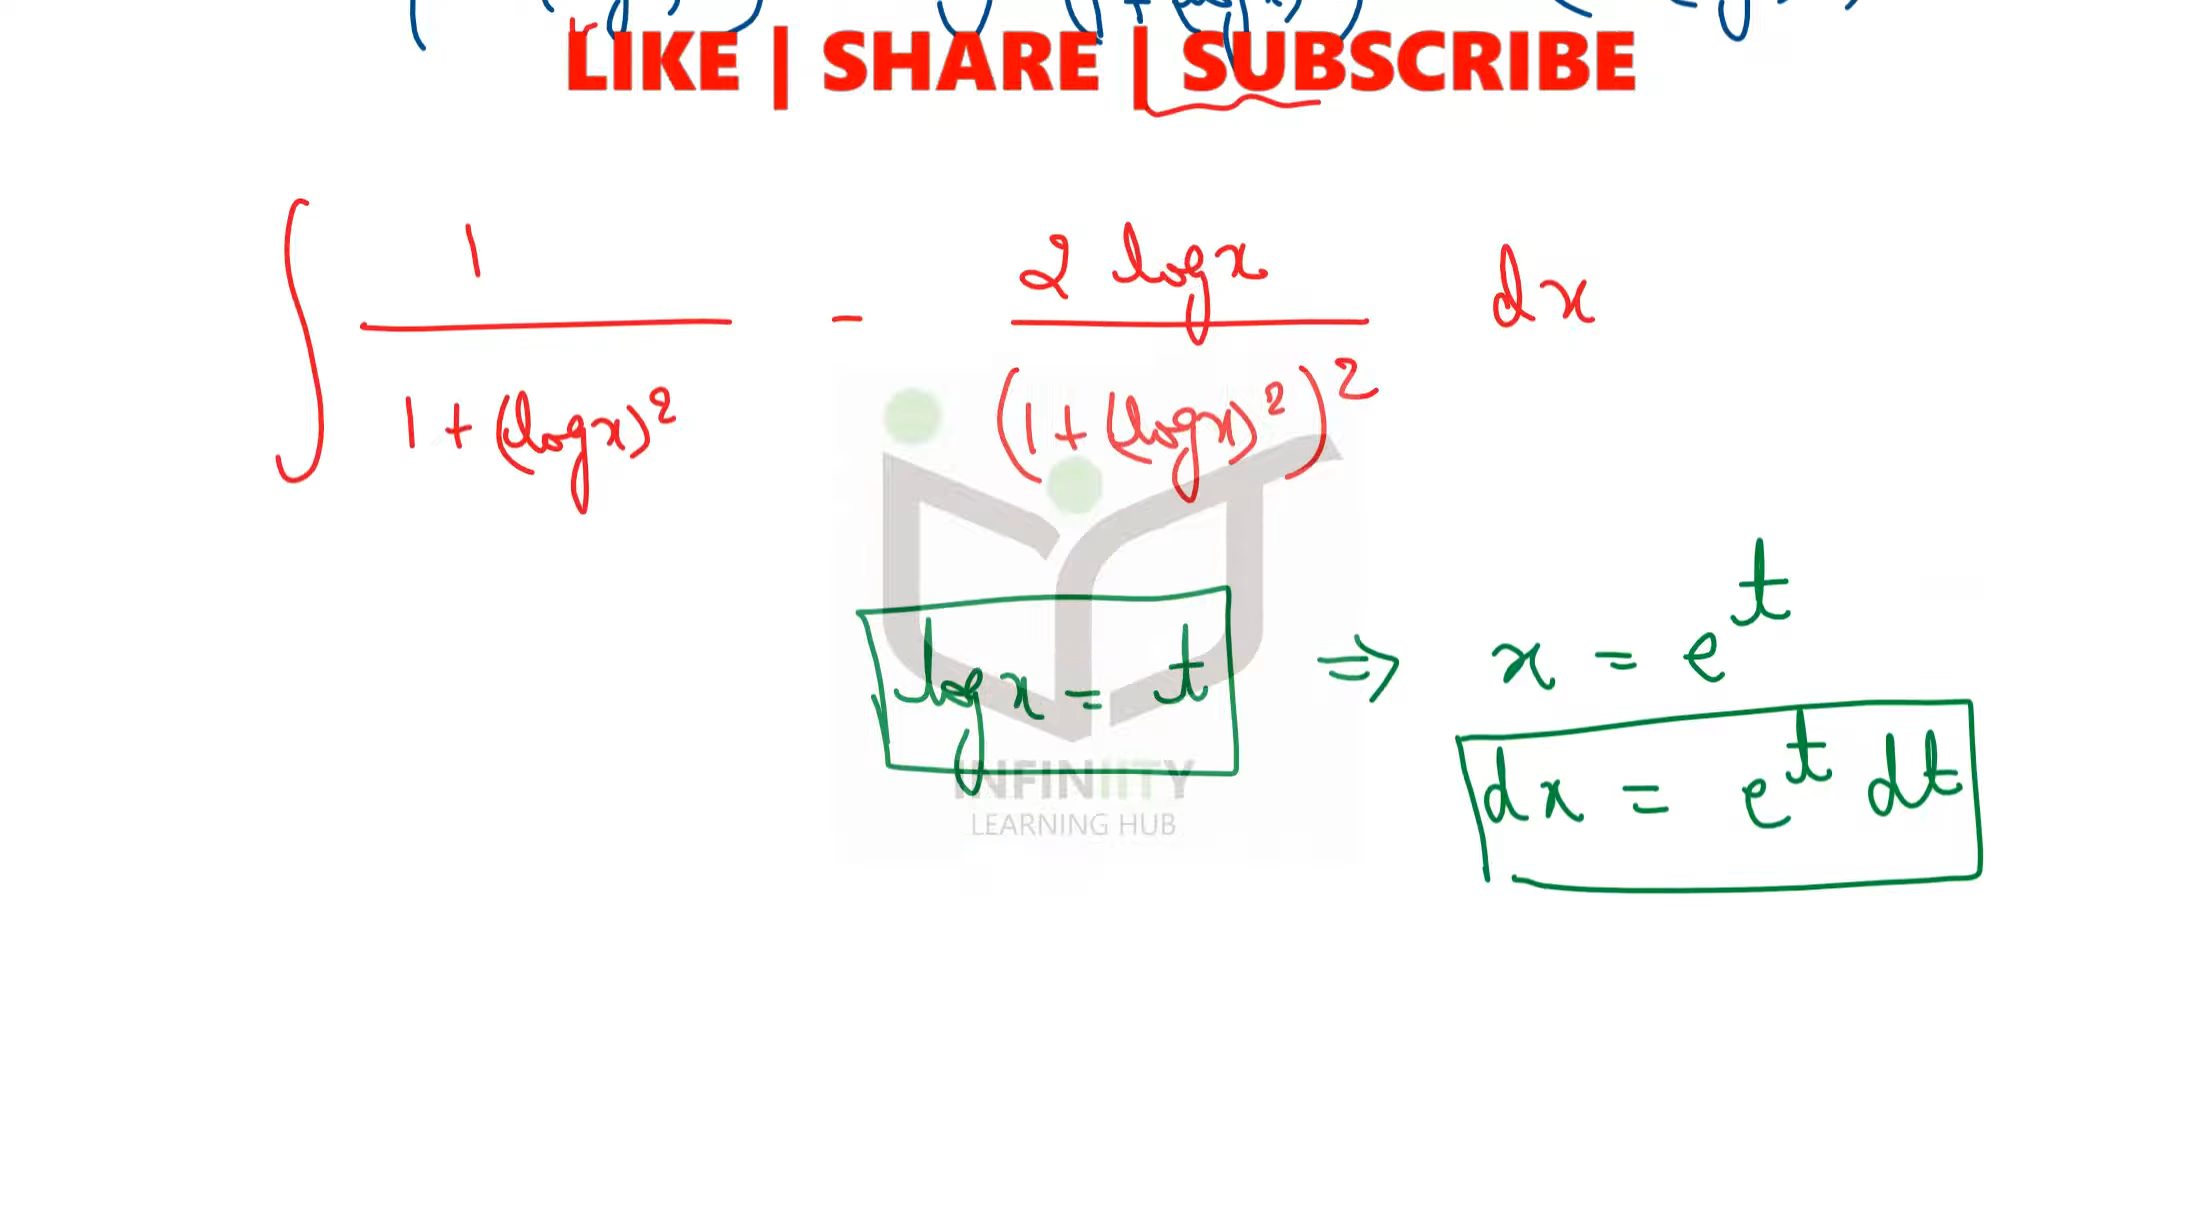 LIKE | SHARE | SUBSCRIBE
∫ 1 / (1 + (log x)²) - 2 log x / (1 + (log x)²)² dx
log x = t ⇒ x = e^t
dx = e^t dt
INFINIITY
LEARNING HUB